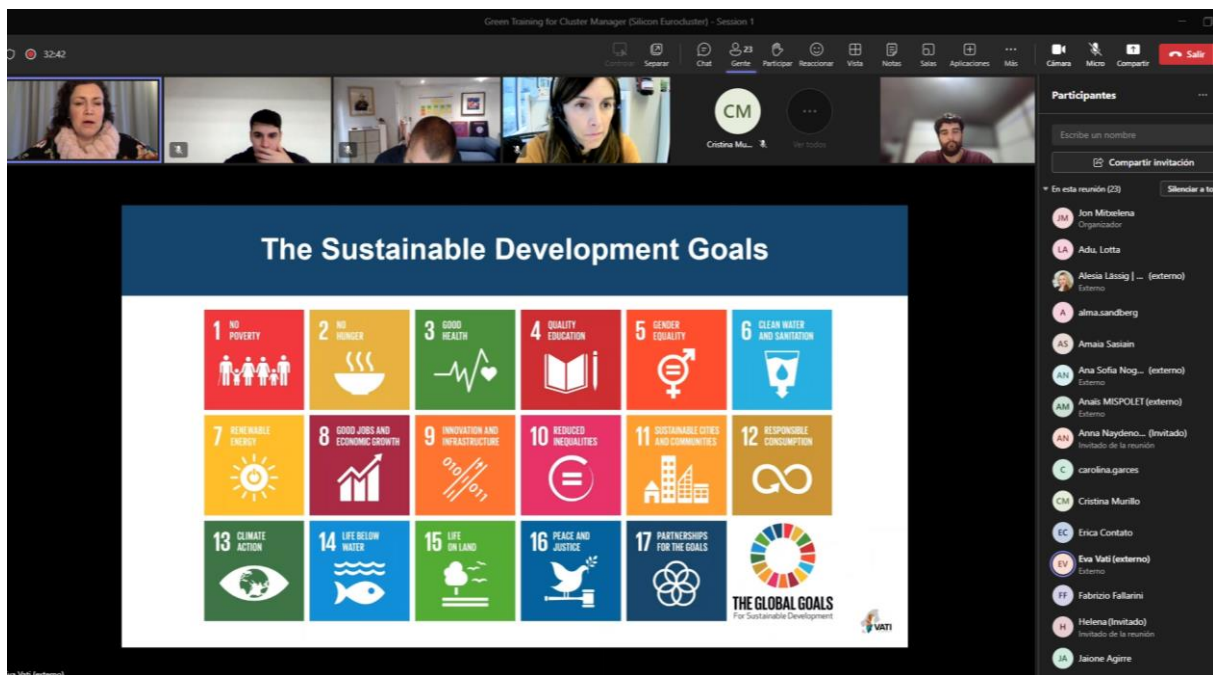 Green Training for Cluster Manager (Silicon Eurocluster) - Session 1
32:42
Controlar
Separar
Chat
23
Gente
Participar
Reaccionar
Vista
Notas
Salas
Aplicaciones
Más
Cámara
Micro
Compartir
Salir
CM
Cristina Mu...
Ver todos
The Sustainable Development Goals
1 NO
POVERTY
2 NO
HUNGER
3 GOOD
HEALTH
4 QUALITY
EDUCATION
5 GENDER
EQUALITY
6 CLEAN WATER
AND SANITATION
7 RENEWABLE
ENERGY
8 GOOD JOBS AND
ECONOMIC GROWTH
9 INNOVATION AND
INFRASTRUCTURE
10 REDUCED
INEQUALITIES
11 SUSTAINABLE CITIES
AND COMMUNITIES
12 RESPONSIBLE
CONSUMPTION
13 CLIMATE
ACTION
14 LIFE BELOW
WATER
15 LIFE
ON LAND
16 PEACE AND
JUSTICE
17 PARTNERSHIPS
FOR THE GOALS
THE GLOBAL GOALS
For Sustainable Development
VATI
Participantes
Escribe un nombre
Compartir invitación
En esta reunión (23)
Silenciar a to
JM Jon Mitxelena
Organizador
LA Adu, Lotta
Alesia Lässig | ... (externo)
Externo
A alma.sandberg
AS Amaia Sasiain
AN Ana Sofia Nog... (externo)
Externo
AM Anais MISPOLET (externo)
Externo
AN Anna Naydeno... (Invitado)
Invitado de la reunión
C carolina.garces
CM Cristina Murillo
EC Erica Contato
EV Eva Vati (externo)
Externo
FF Fabrizio Fallarini
H Helena (Invitado)
Invitado de la reunión
JA Jaione Agirre